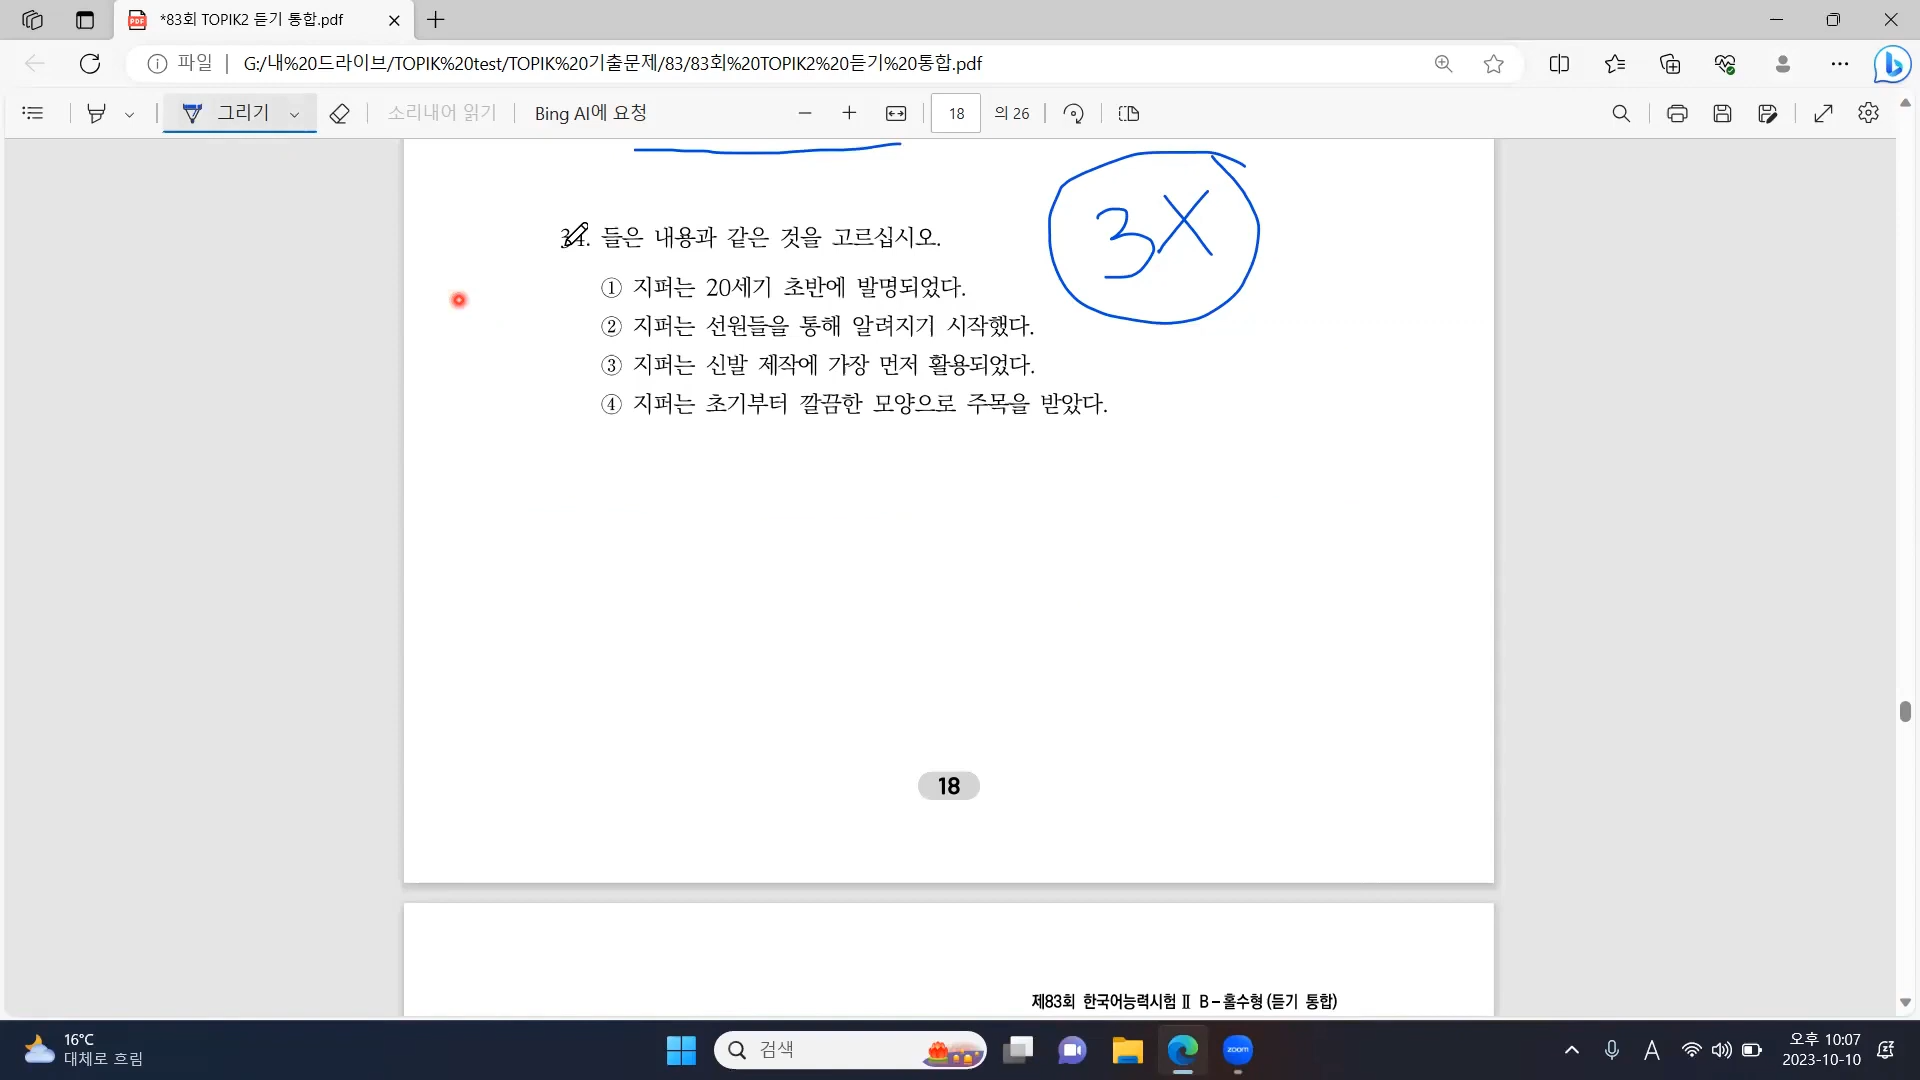 *83회 TOPIK2 듣기 통합.pdf
파일 G:/내%20드라이브/TOPIK%20test/TOPIK%20기출문제/83/83회%20TOPIK2%20듣기%20통합.pdf
그리기 소리내어 읽기 Bing AI에 요청 18 의 26
3X
34. 들은 내용과 같은 것을 고르십시오.
① 지퍼는 20세기 초반에 발명되었다.
② 지퍼는 선원들을 통해 알려지기 시작했다.
③ 지퍼는 신발 제작에 가장 먼저 활용되었다.
④ 지퍼는 초기부터 깔끔한 모양으로 주목을 받았다.
18
제83회 한국어능력시험 Ⅱ B-홀수형 (듣기 통합)
16°C
대체로 흐림
검색
zoom
A
오후 10:07
2023-10-10